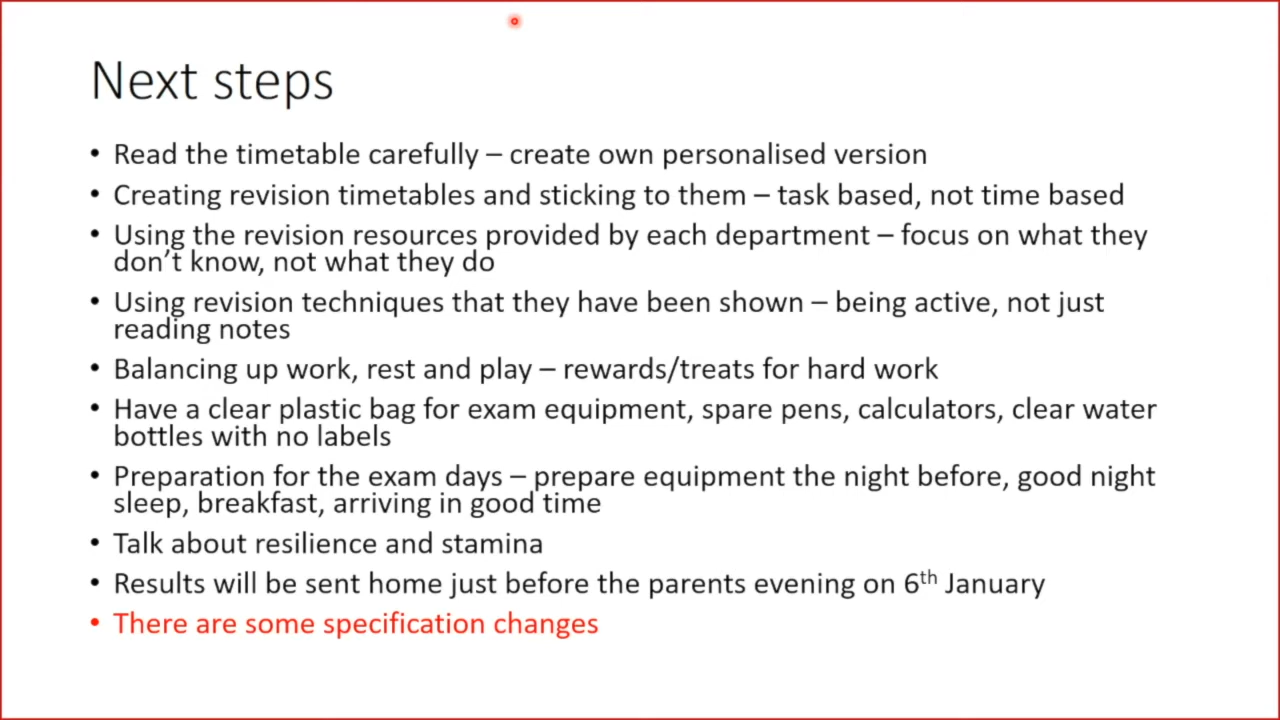 Next steps
• Read the timetable carefully – create own personalised version
• Creating revision timetables and sticking to them – task based, not time based
• Using the revision resources provided by each department – focus on what they
don’t know, not what they do
• Using revision techniques that they have been shown – being active, not just
reading notes
• Balancing up work, rest and play – rewards/treats for hard work
• Have a clear plastic bag for exam equipment, spare pens, calculators, clear water
bottles with no labels
• Preparation for the exam days – prepare equipment the night before, good night
sleep, breakfast, arriving in good time
• Talk about resilience and stamina
• Results will be sent home just before the parents evening on 6th January
• There are some specification changes